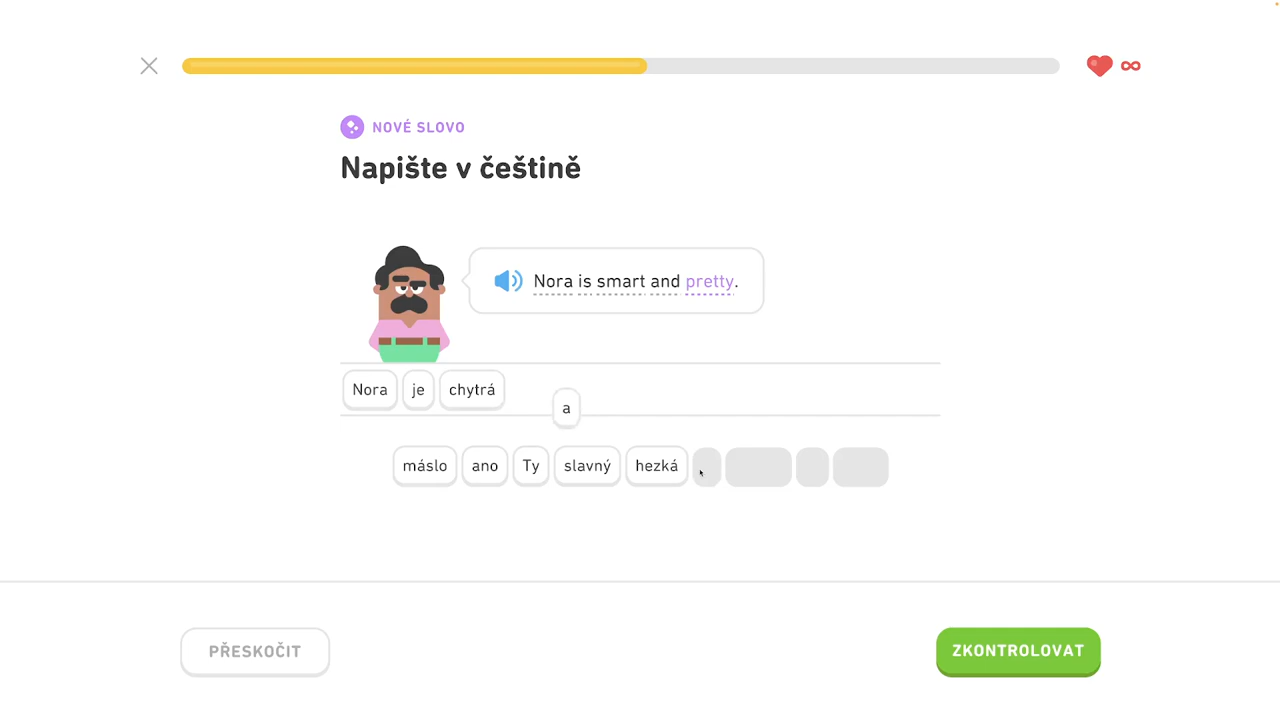 NOVÉ SLOVO
Napište v češtině
Nora is smart and pretty.
Nora je chytrá
a
máslo ano Ty slavný hezká
PŘESKOČIT ZKONTROLOVAT